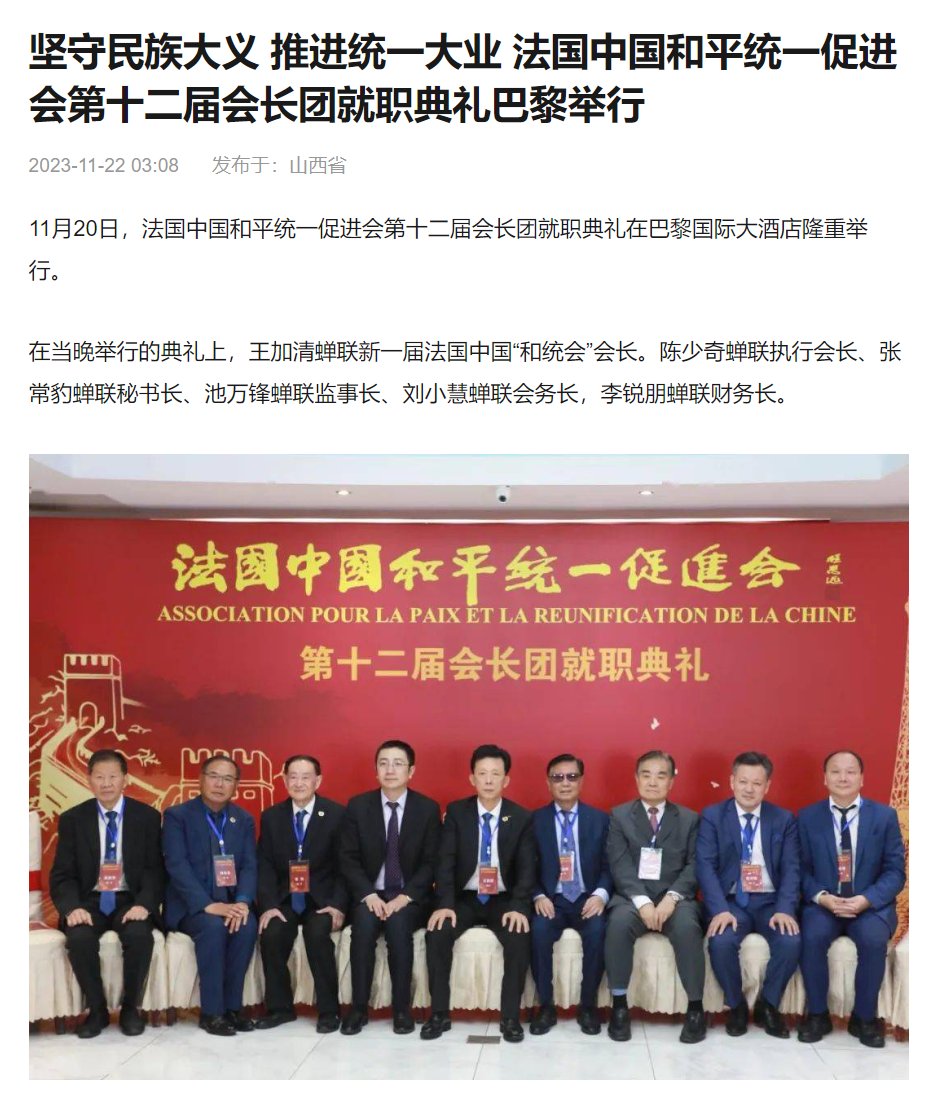 坚守民族大义 推进统一大业 法国中国和平统一促进
会第十二届会长团就职典礼巴黎举行
2023-11-22 03:08 发布于：山西省
11月20日，法国中国和平统一促进会第十二届会长团就职典礼在巴黎国际大酒店隆重举
行。
在当晚举行的典礼上，王加清蝉联新一届法国中国“和统会”会长。陈少奇蝉联执行会长、张
常豹蝉联秘书长、池万锋蝉联监事长、刘小慧蝉联会务长，李锐朋蝉联财务长。
法國中國和平統一促進会
ASSOCIATION POUR LA PAIX ET LA REUNIFICATION DE LA CHINE
第十二届会长团就职典礼